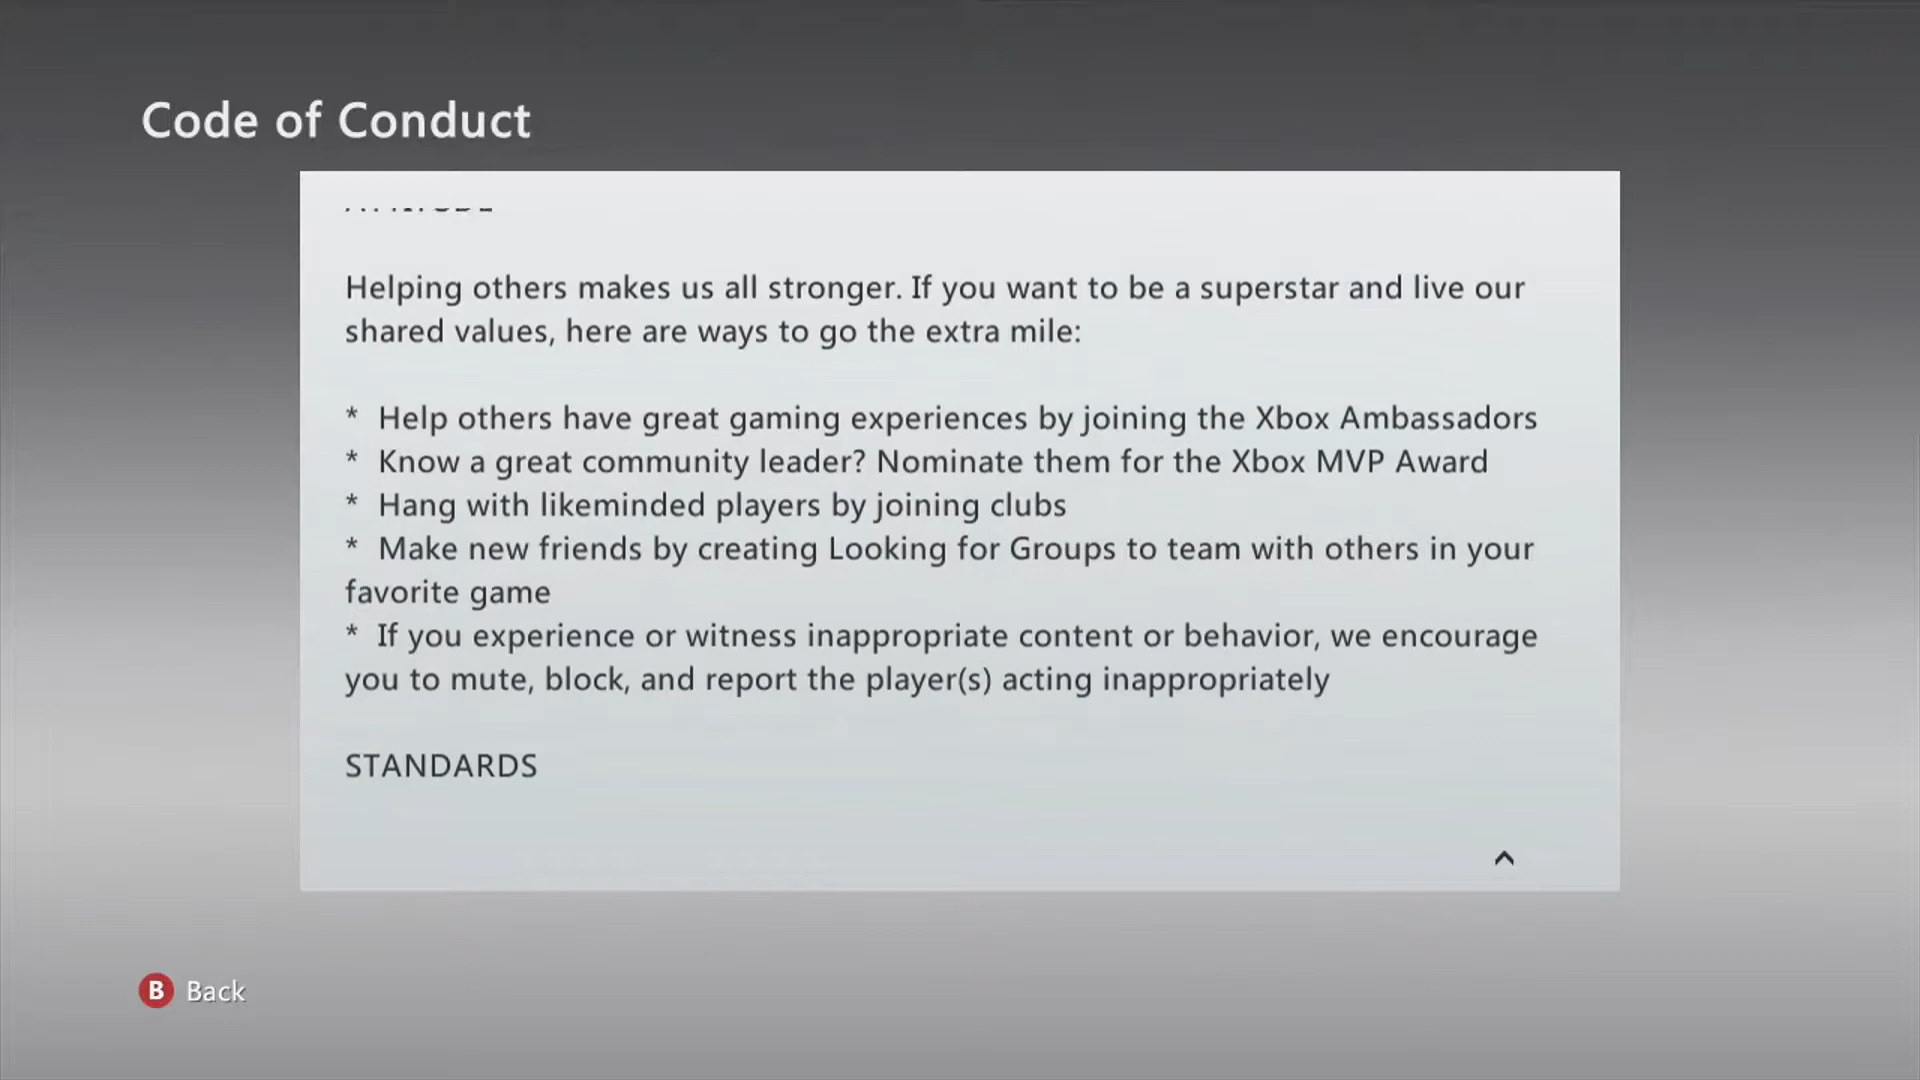 Code of Conduct
Helping others makes us all stronger. If you want to be a superstar and live our
shared values, here are ways to go the extra mile:
* Help others have great gaming experiences by joining the Xbox Ambassadors
* Know a great community leader? Nominate them for the Xbox MVP Award
* Hang with likeminded players by joining clubs
* Make new friends by creating Looking for Groups to team with others in your
favorite game
* If you experience or witness inappropriate content or behavior, we encourage
you to mute, block, and report the player(s) acting inappropriately
STANDARDS
B Back